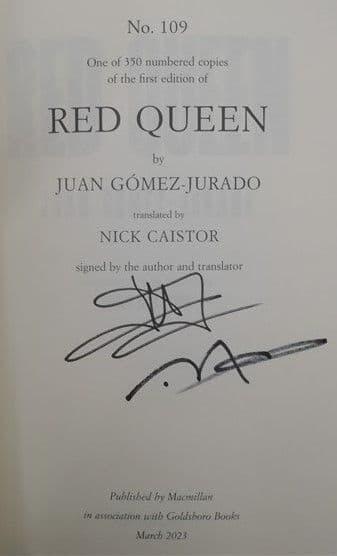 No. 109
One of 350 numbered copies
of the first edition of
RED QUEEN
by
JUAN GÓMEZ-JURADO
translated by
NICK CAISTOR
signed by the author and translator
Published by Macmillan
in association with Goldsboro Books
March 2023